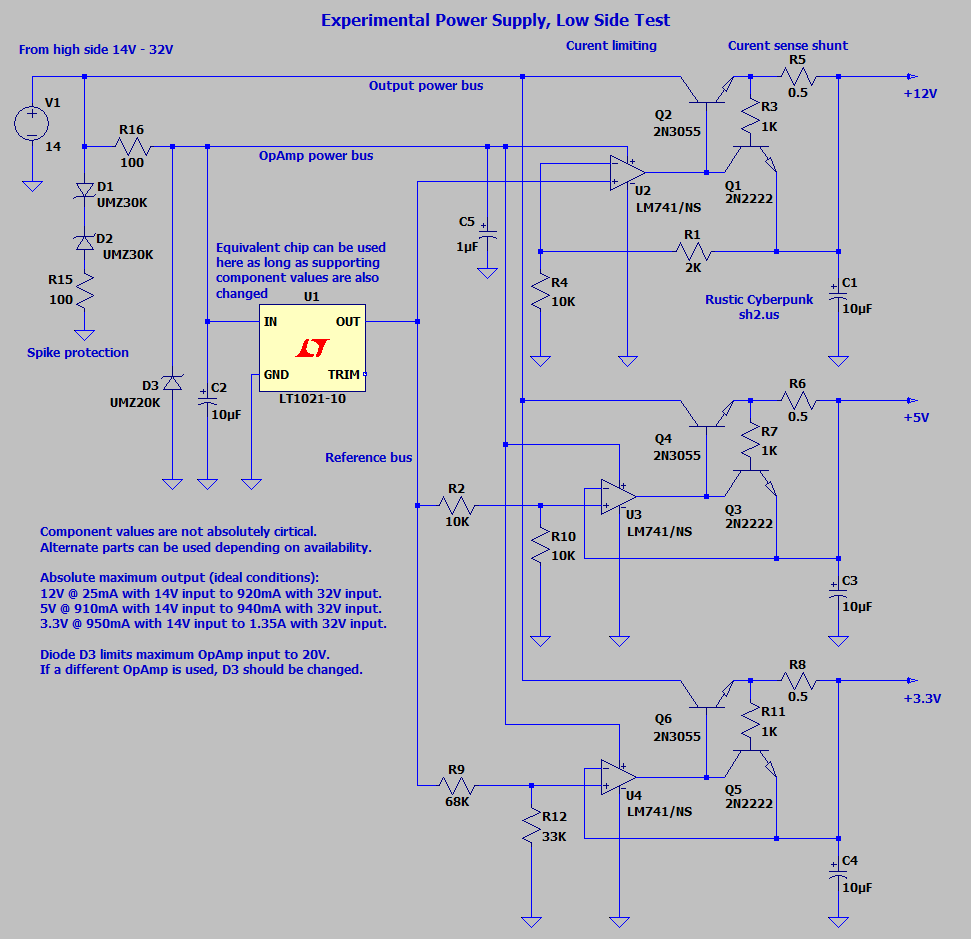 Experimental Power Supply, Low Side Test
From high side 14V - 32V
Curent limiting
Curent sense shunt
R5
0.5
+12V
Output power bus
V1
14
R16
100
OpAmp power bus
Q2
2N3055
R3
1K
Q1
2N2222
U2
LM741/NS
D1
UMZ30K
D2
UMZ30K
R15
100
Spike protection
C5
1µF
R1
2K
R4
10K
C1
10µF
Rustic Cyberpunk
sh2.us
Equivalent chip can be used
here as long as supporting
component values are also
changed
U1
IN
OUT
GND
TRIM
LT1021-10
D3
UMZ20K
C2
10µF
Reference bus
R6
0.5
+5V
Q4
2N3055
R7
1K
Q3
2N2222
R2
10K
R10
10K
U3
LM741/NS
C3
10µF
Component values are not absolutely cirtical.
Alternate parts can be used depending on availability.
Absolute maximum output (ideal conditions):
12V @ 25mA with 14V input to 920mA with 32V input.
5V @ 910mA with 14V input to 940mA with 32V input.
3.3V @ 950mA with 14V input to 1.35A with 32V input.
Diode D3 limits maximum OpAmp input to 20V.
If a different OpAmp is used, D3 should be changed.
R8
0.5
+3.3V
Q6
2N3055
R11
1K
Q5
2N2222
R9
68K
R12
33K
U4
LM741/NS
C4
10µF